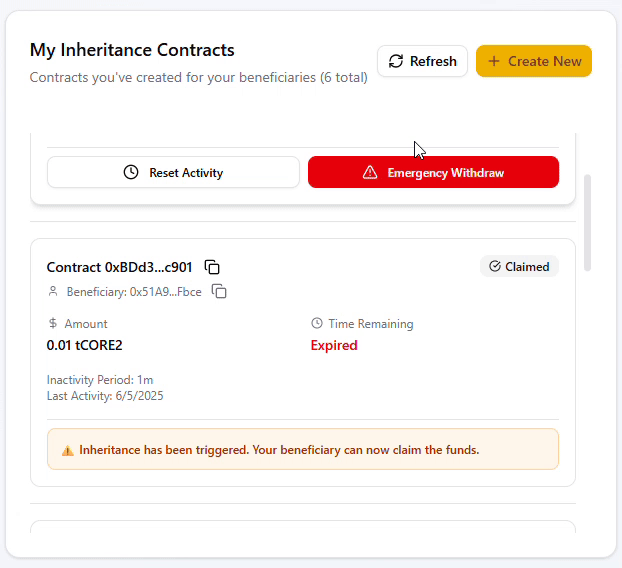 My Inheritance Contracts
Contracts you've created for your beneficiaries (6 total)
Refresh
Create New
Reset Activity
Emergency Withdraw
Contract 0xBDd3...c901
Claimed
Beneficiary: 0x51A9...Fbce
Amount
Time Remaining
0.01 tCORE2
Expired
Inactivity Period: 1m
Last Activity: 6/5/2025
Inheritance has been triggered. Your beneficiary can now claim the funds.